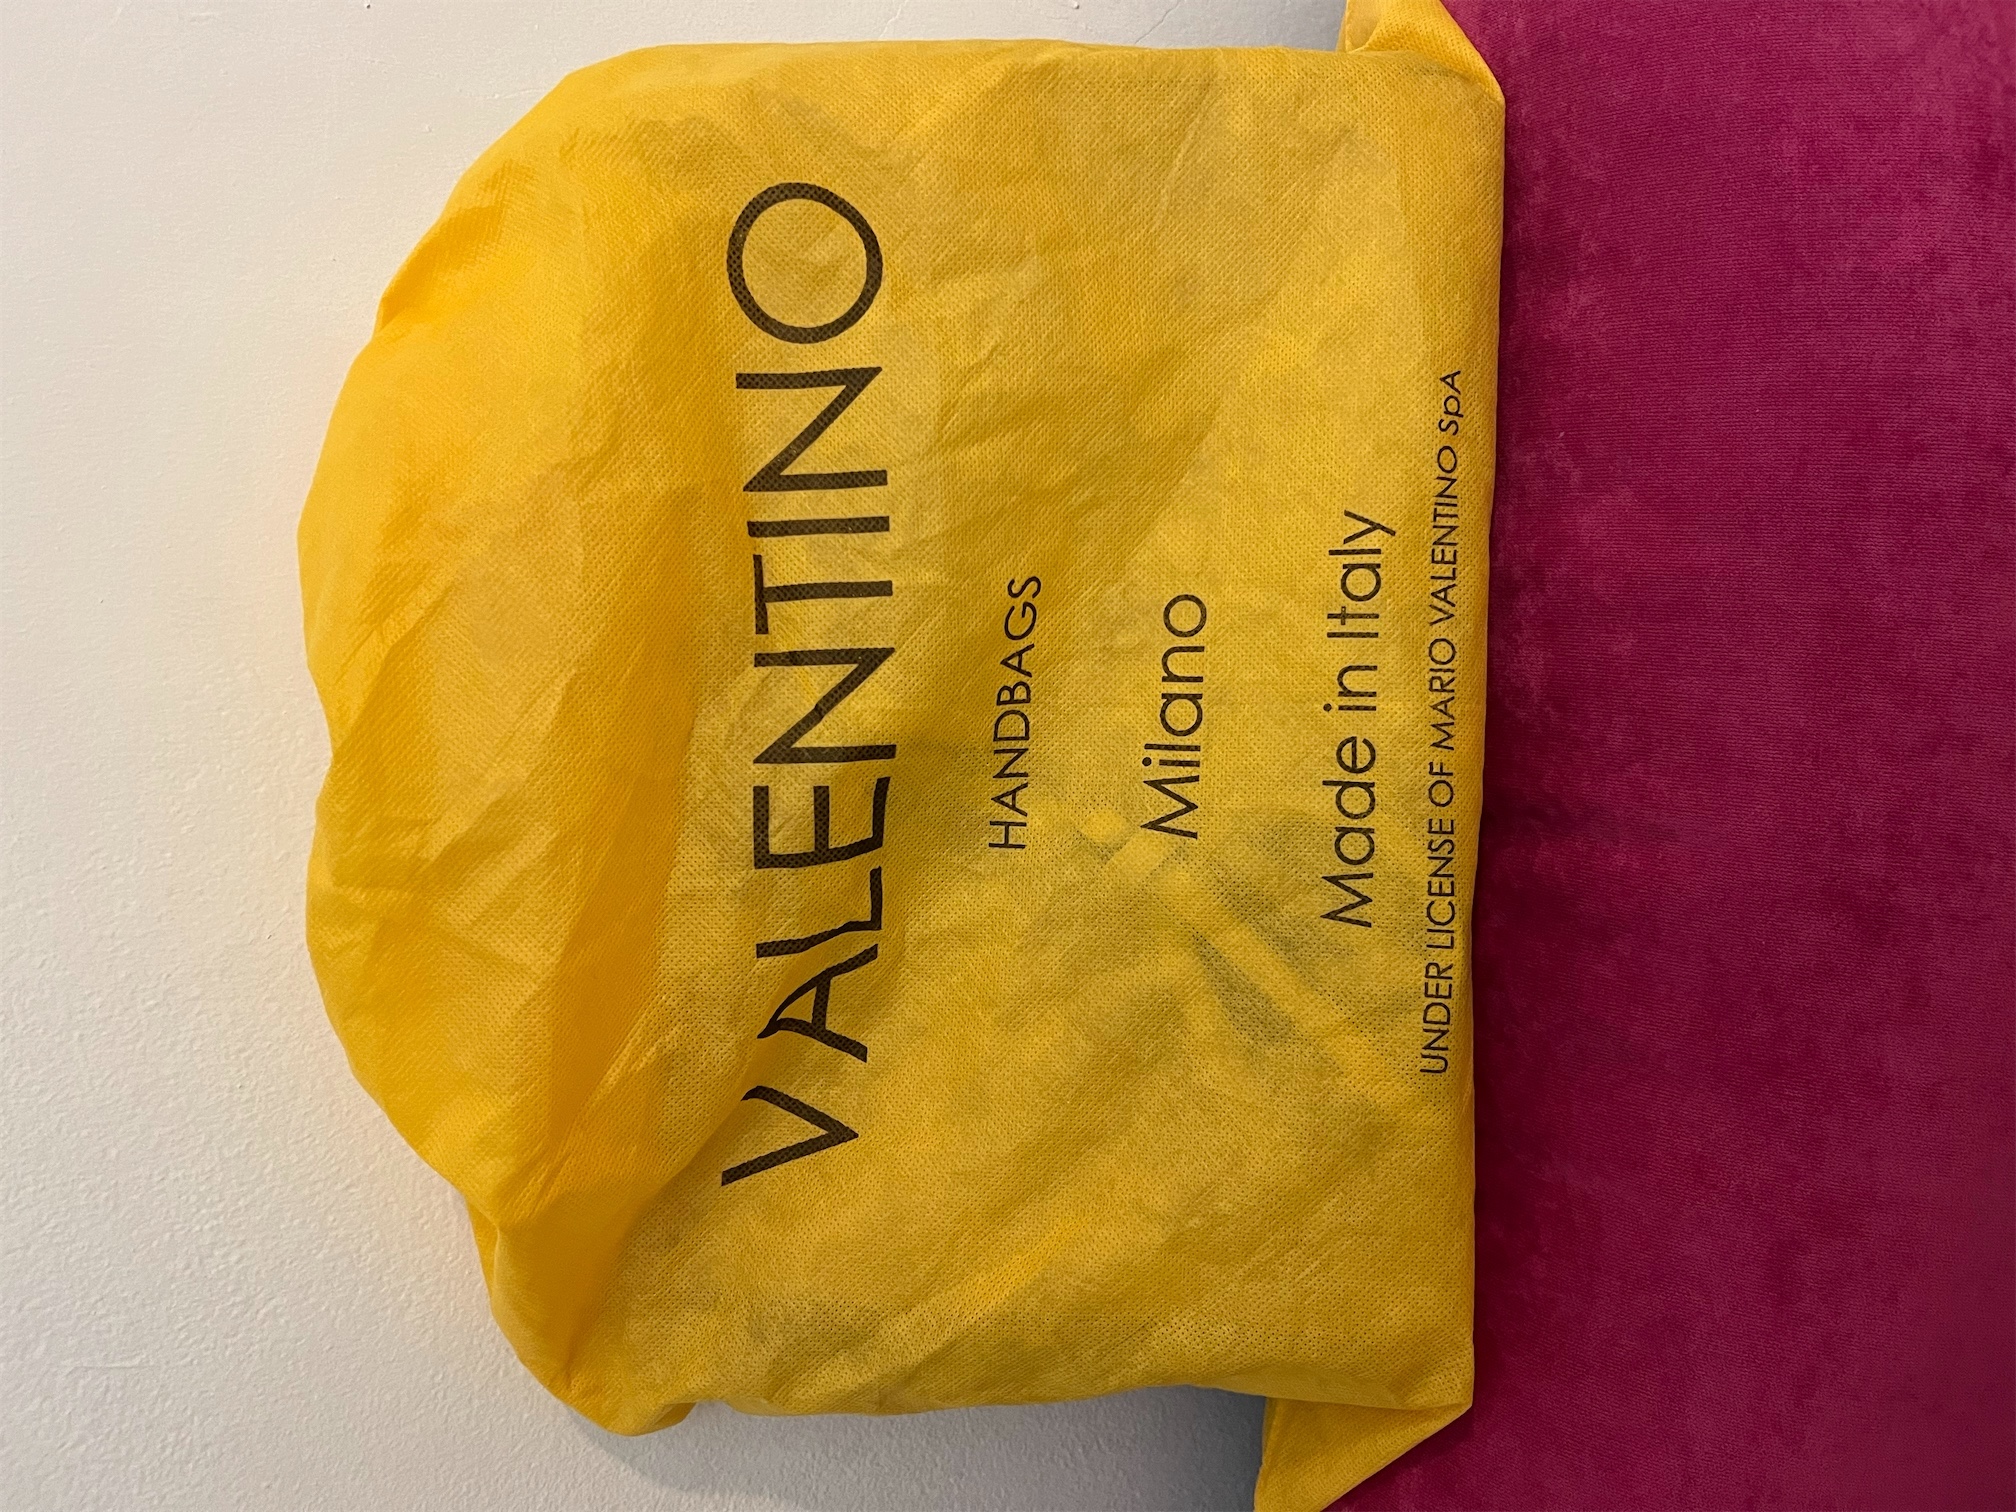 VALENTINO
HANDBAGS
Milano
Made in Italy
UNDER LICENSE OF MARIO VALENTINO SpA